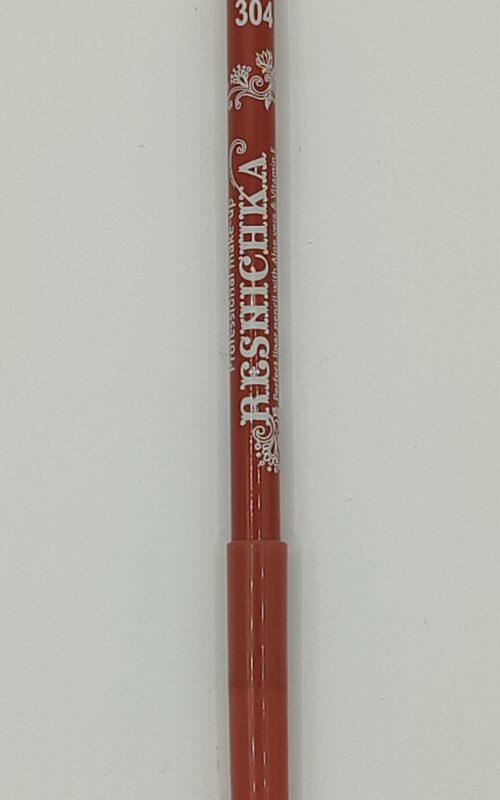 304
Professional make-up
RESNICHKA
Perfect liner pencil with Aloe vera & Vitamin E